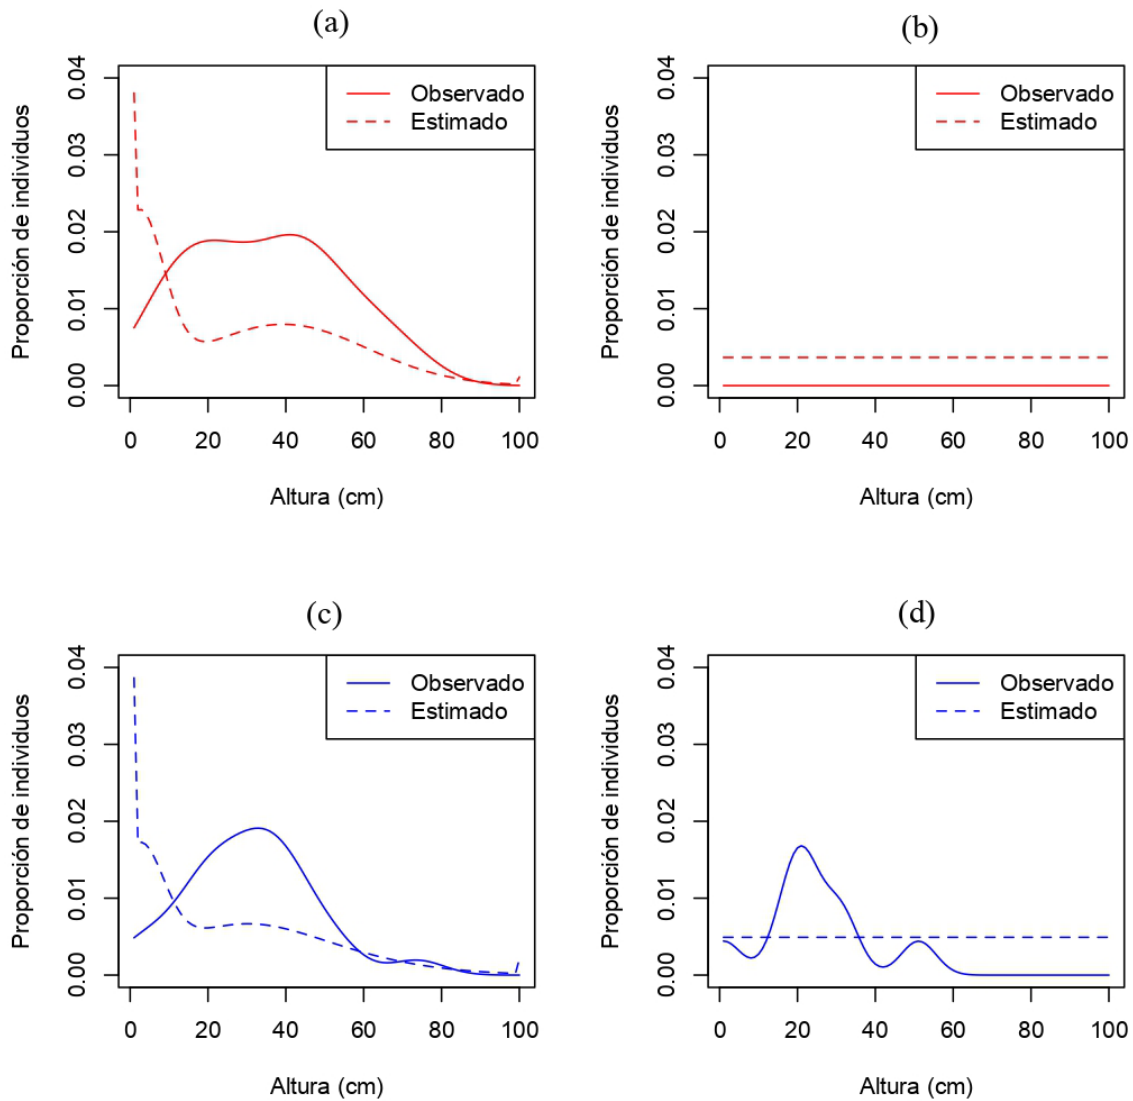 (a)
Observado
Estimado
Proporción de individuos
0.00 0.01 0.02 0.03 0.04
0 20 40 60 80 100
Altura (cm)
(b)
Observado
Estimado
Proporción de individuos
0.00 0.01 0.02 0.03 0.04
0 20 40 60 80 100
Altura (cm)
(c)
Observado
Estimado
Proporción de individuos
0.00 0.01 0.02 0.03 0.04
0 20 40 60 80 100
Altura (cm)
(d)
Observado
Estimado
Proporción de individuos
0.00 0.01 0.02 0.03 0.04
0 20 40 60 80 100
Altura (cm)